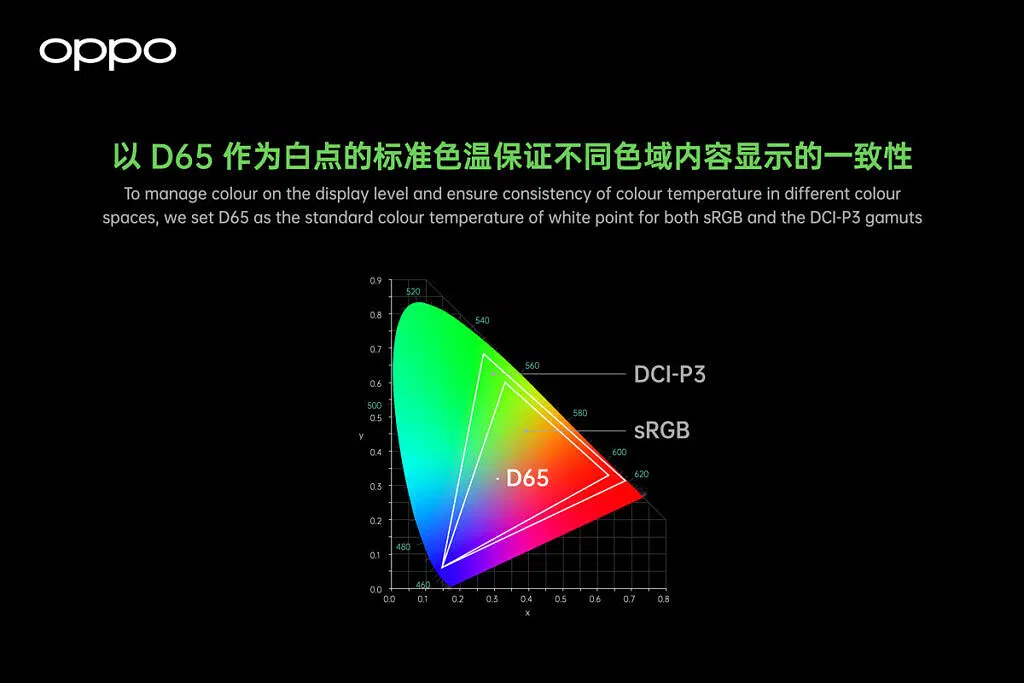 oppo
以 D65 作为白点的标准色温保证不同色域内容显示的一致性
To manage colour on the display level and ensure consistency of colour temperature in different colour
spaces, we set D65 as the standard colour temperature of white point for both sRGB and the DCI-P3 gamuts
0.9
520
0.8
540
0.7
560
DCI-P3
0.6
500
580
0.5
sRGB
y
0.4
600
620
D65
0.3
0.2
480
0.1
460
0.0
0.0 0.1 0.2 0.3 0.4 0.5 0.6 0.7 0.8
x